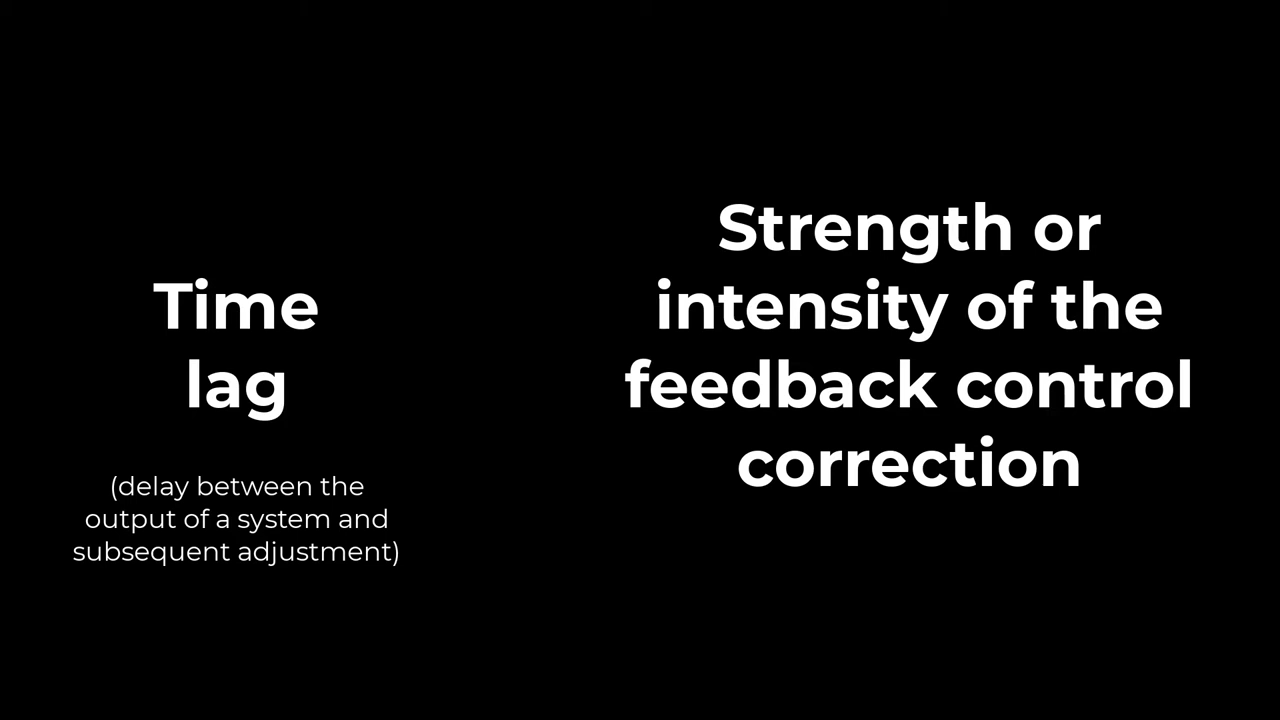 Time
lag
(delay between the
output of a system and
subsequent adjustment)
Strength or
intensity of the
feedback control
correction